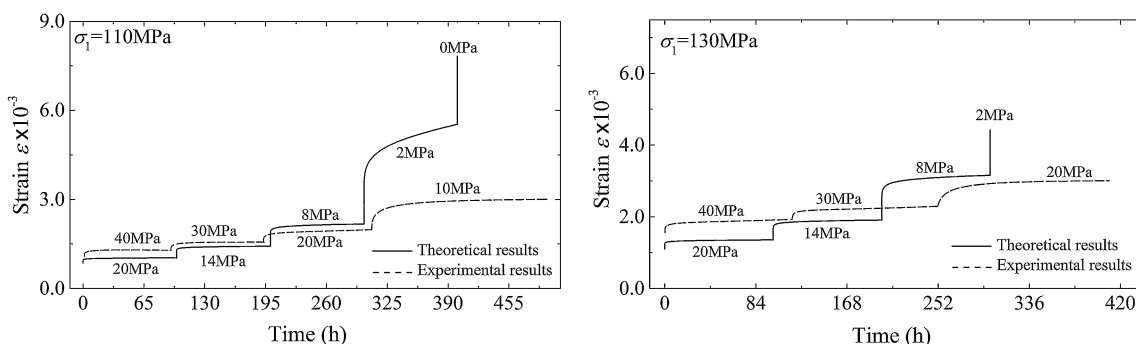 σ₁=110MPa
9.0
6.0
3.0
0.0
Strain ε x10⁻³
0MPa
2MPa
10MPa
8MPa
20MPa
30MPa
40MPa
14MPa
20MPa
Theoretical results
Experimental results
0 65 130 195 260 325 390 455
Time (h)
σ₁=130MPa
6.0
4.0
2.0
0.0
Strain ε x10⁻³
2MPa
8MPa
20MPa
30MPa
40MPa
14MPa
20MPa
Theoretical results
Experimental results
0 84 168 252 336 420
Time (h)